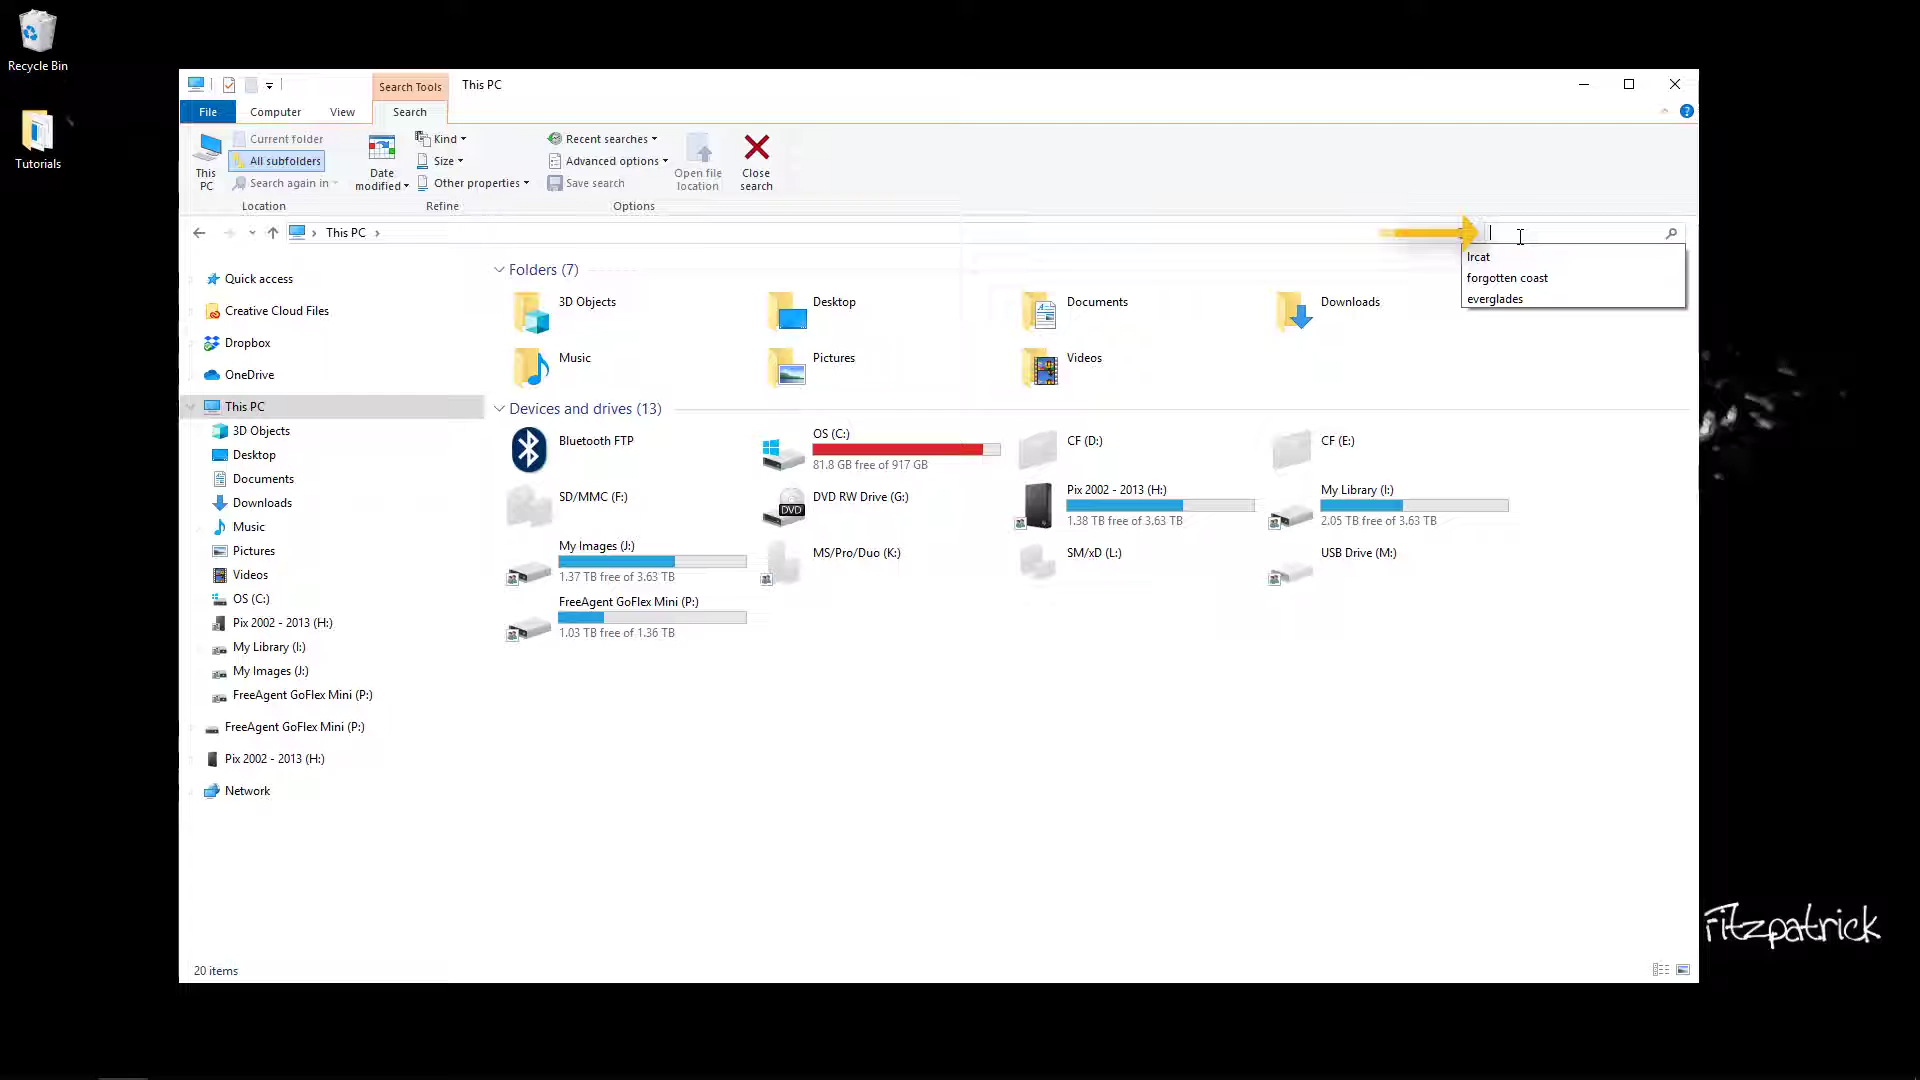 Recycle Bin
Tutorials
Search Tools
This PC
File
Computer
View
Search
This PC
Current folder
All subfolders
Search again in
Location
Date modified
Kind
Size
Other properties
Refine
Recent searches
Advanced options
Save search
Options
Open file location
Close search
This PC
lrcat
forgotten coast
everglades
Quick access
Creative Cloud Files
Dropbox
OneDrive
This PC
3D Objects
Desktop
Documents
Downloads
Music
Pictures
Videos
OS (C:)
Pix 2002 - 2013 (H:)
My Library (I:)
My Images (J:)
FreeAgent GoFlex Mini (P:)
FreeAgent GoFlex Mini (P:)
Pix 2002 - 2013 (H:)
Network
Folders (7)
3D Objects
Desktop
Documents
Downloads
Music
Pictures
Videos
Devices and drives (13)
Bluetooth FTP
OS (C:)
81.8 GB free of 917 GB
CF (D:)
CF (E:)
SD/MMC (F:)
DVD RW Drive (G:)
DVD
Pix 2002 - 2013 (H:)
1.38 TB free of 3.63 TB
My Library (I:)
2.05 TB free of 3.63 TB
My Images (J:)
1.37 TB free of 3.63 TB
MS/Pro/Duo (K:)
SM/xD (L:)
USB Drive (M:)
FreeAgent GoFlex Mini (P:)
1.03 TB free of 1.36 TB
20 items
Fitzpatrick